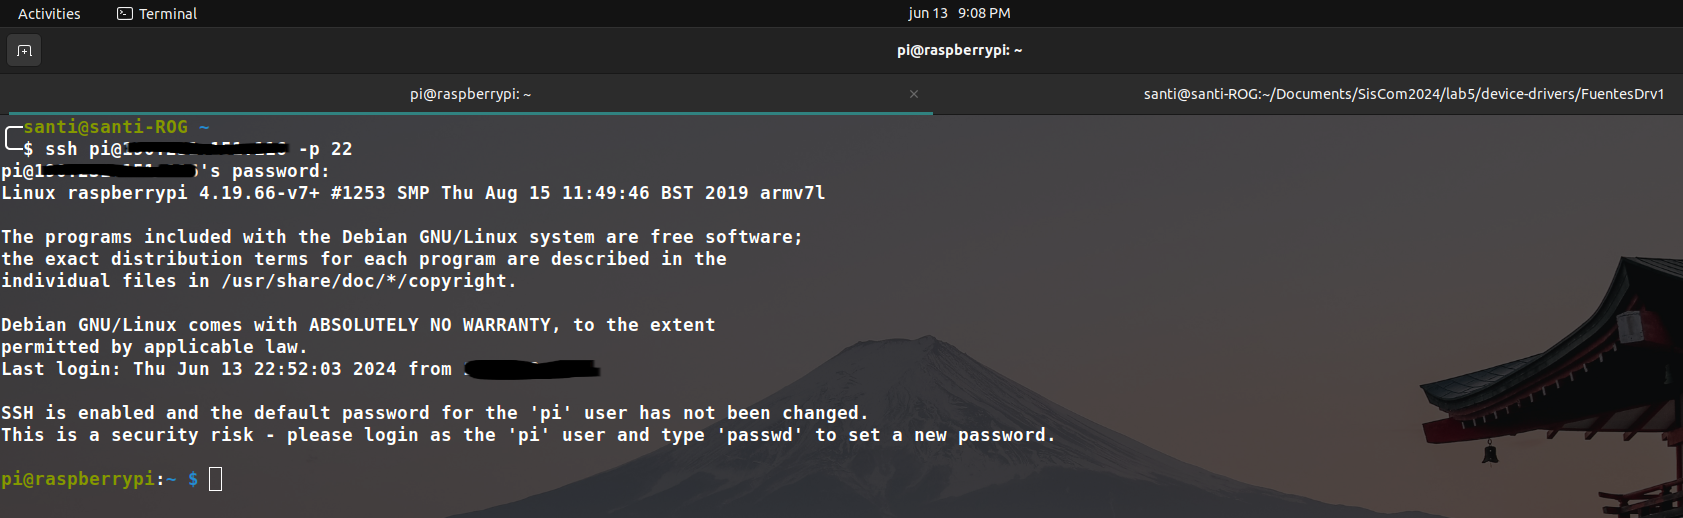 Activities Terminal jun 13 9:08 PM
pi@raspberrypi: ~
pi@raspberrypi: ~ × santi@santi-ROG:~/Documents/SisCom2024/lab5/device-drivers/FuentesDrv1
santi@santi-ROG ~
$ ssh pi@ -p 22
pi@'s password:
Linux raspberrypi 4.19.66-v7+ #1253 SMP Thu Aug 15 11:49:46 BST 2019 armv7l
The programs included with the Debian GNU/Linux system are free software;
the exact distribution terms for each program are described in the
individual files in /usr/share/doc/*/copyright.
Debian GNU/Linux comes with ABSOLUTELY NO WARRANTY, to the extent
permitted by applicable law.
Last login: Thu Jun 13 22:52:03 2024 from
SSH is enabled and the default password for the 'pi' user has not been changed.
This is a security risk - please login as the 'pi' user and type 'passwd' to set a new password.
pi@raspberrypi:~ $